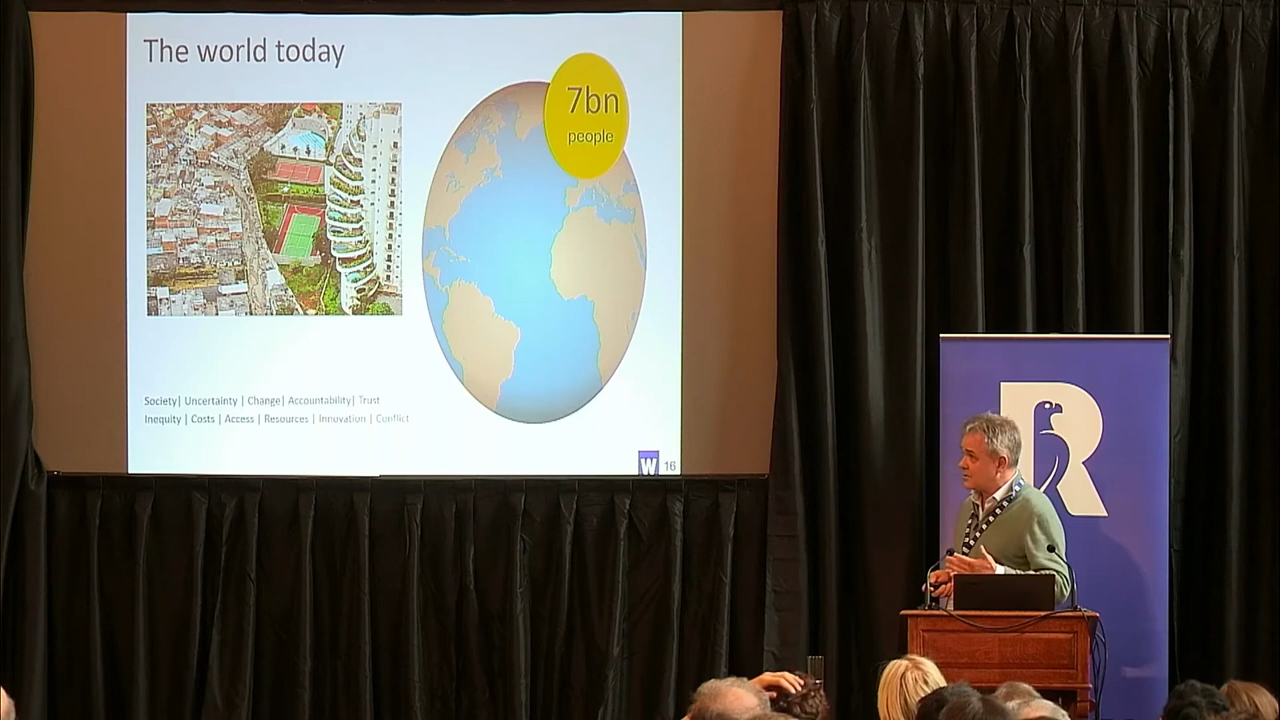 The world today
7bn
people
Society| Uncertainty | Change| Accountability| Trust
Inequity | Costs | Access | Resources | Innovation | Conflict
W 16
R